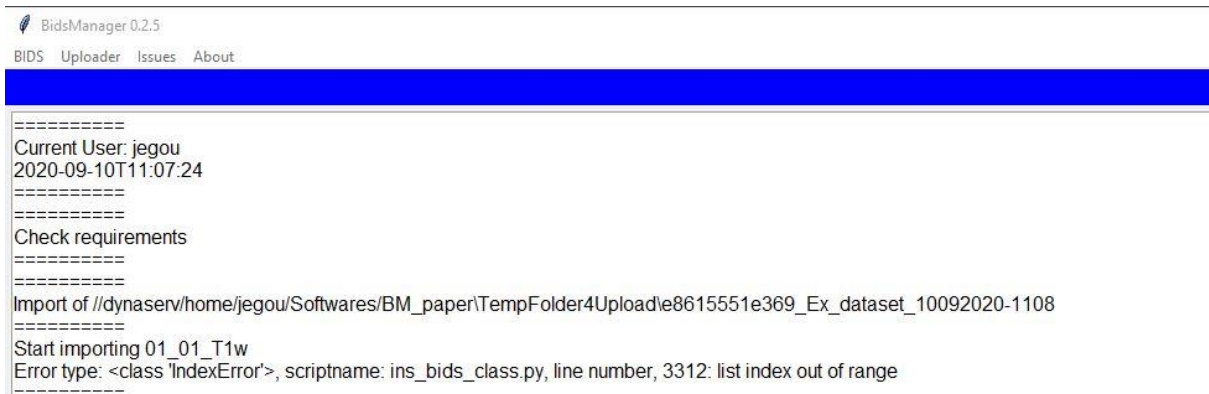 BidsManager 0.2.5
BIDS Uploader Issues About
==========
Current User: jegou
2020-09-10T11:07:24
==========
==========
Check requirements
==========
==========
Import of //dynaserv/home/jegou/Softwares/BM_paper\TempFolder4Upload\e8615551e369_Ex_dataset_10092020-1108
==========
Start importing 01_01_T1w
Error type: <class 'IndexError'>, scriptname: ins_bids_class.py, line number, 3312: list index out of range
==========